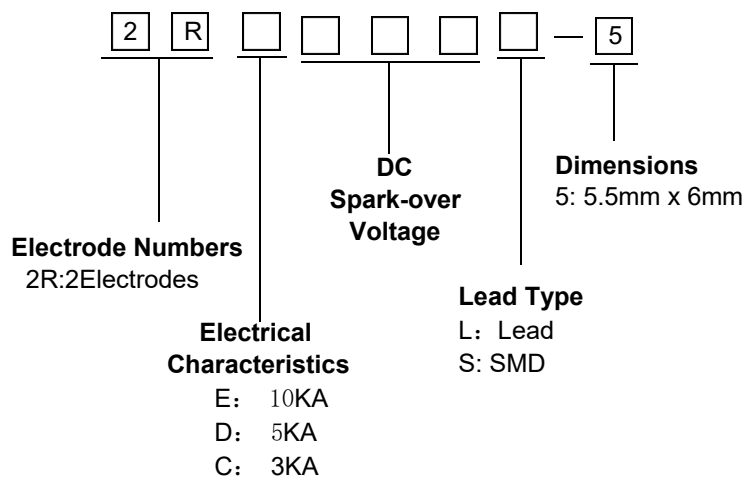 2 R □ □ □ □ □ — 5
DC
Spark-over
Voltage
Dimensions
5: 5.5mm x 6mm
Electrode Numbers
2R:2Electrodes
Lead Type
L：Lead
S: SMD
Electrical
Characteristics
E： 10KA
D： 5KA
C： 3KA